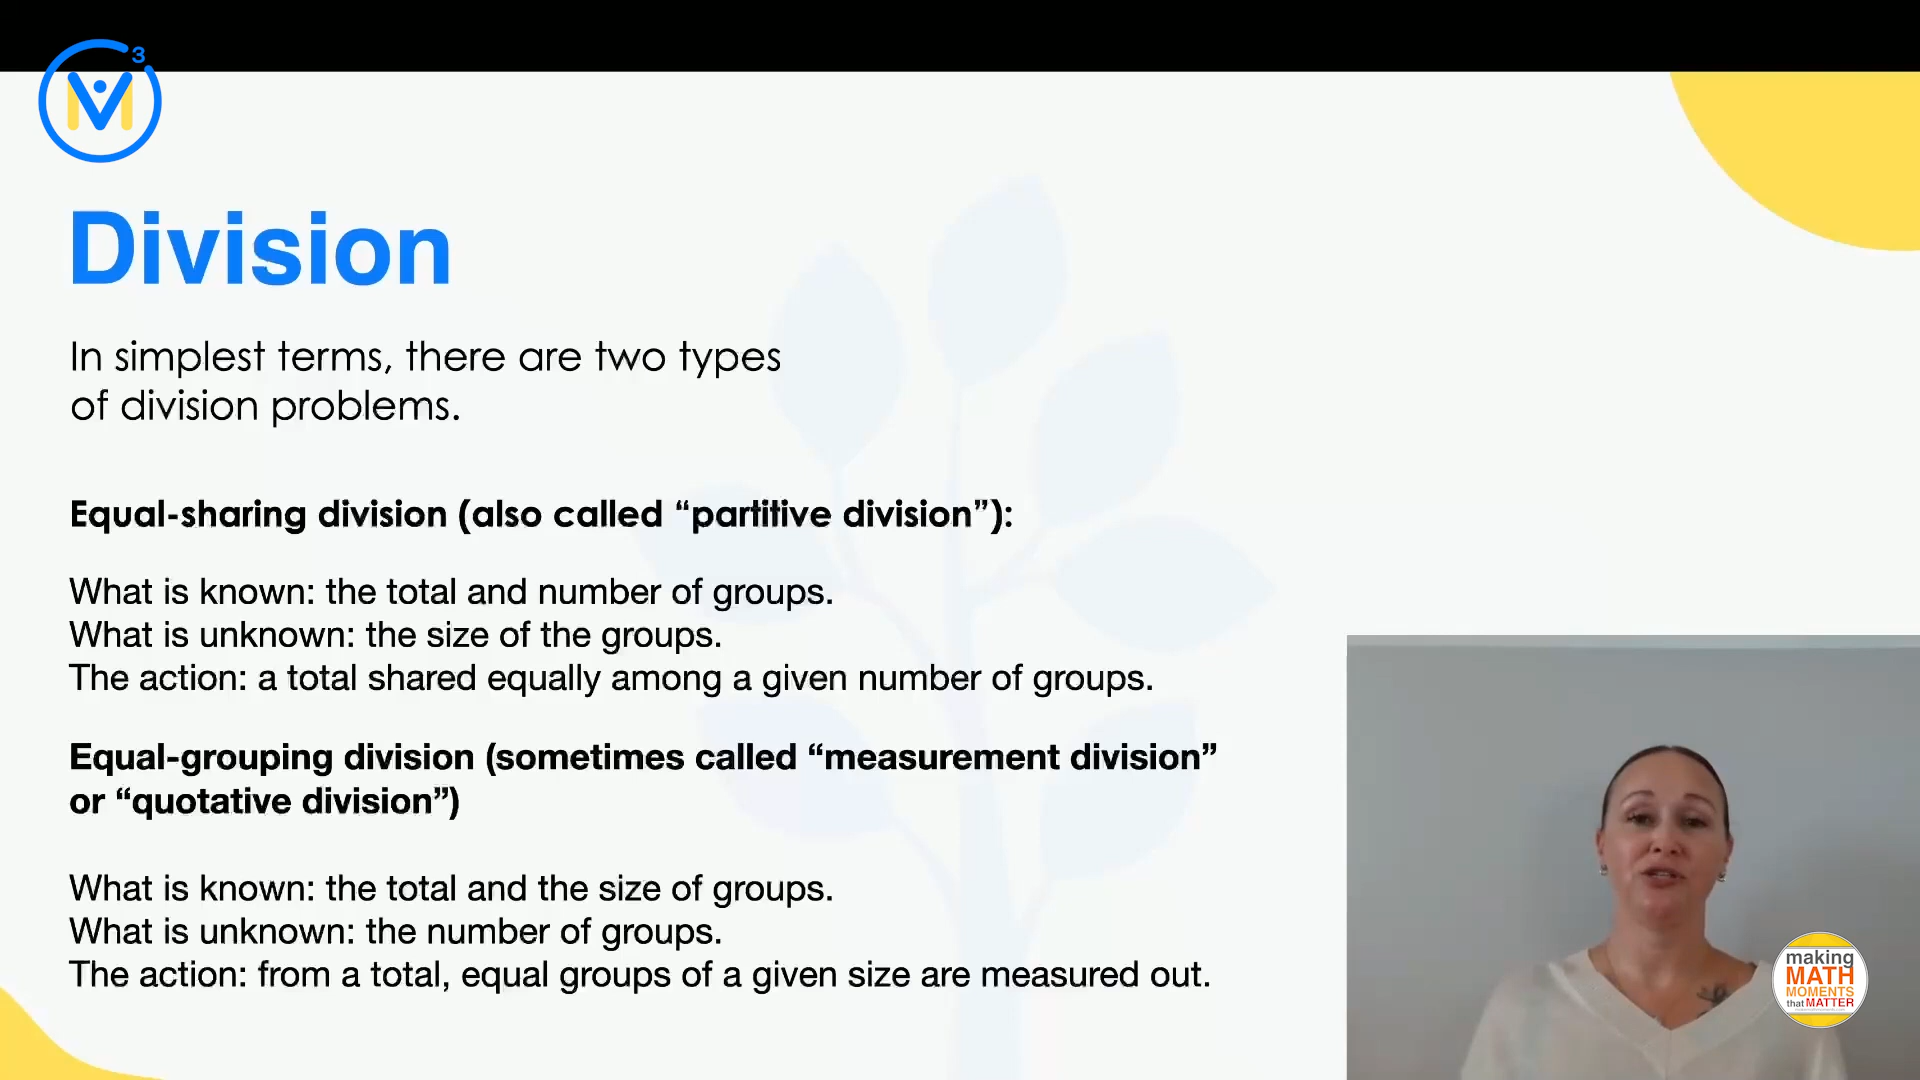 3
M
Division
In simplest terms, there are two types
of division problems.
Equal-sharing division (also called “partitive division”):
What is known: the total and number of groups.
What is unknown: the size of the groups.
The action: a total shared equally among a given number of groups.
Equal-grouping division (sometimes called “measurement division”
or “quotative division”)
What is known: the total and the size of groups.
What is unknown: the number of groups.
The action: from a total, equal groups of a given size are measured out.
making
MATH
MOMENTS
that MATTER